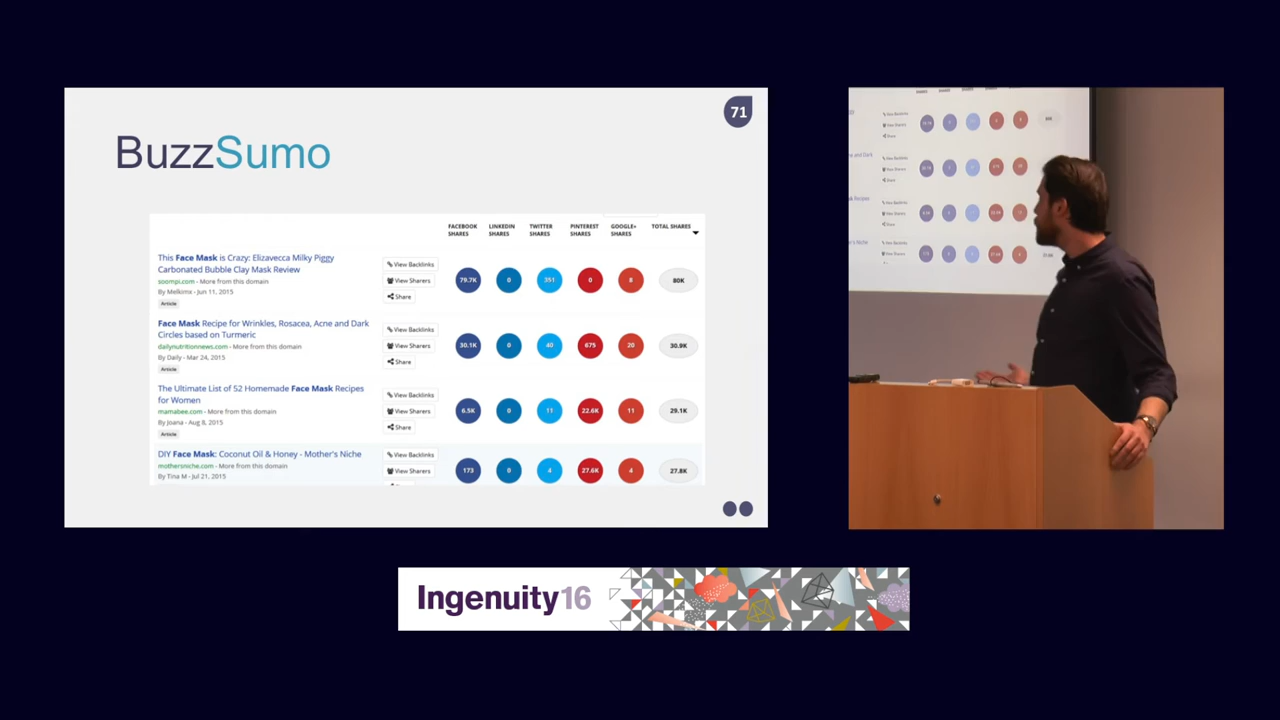 71
BuzzSumo
FACEBOOK SHARES
LINKEDIN SHARES
TWITTER SHARES
PINTEREST SHARES
GOOGLE+ SHARES
TOTAL SHARES
This Face Mask is Crazy: Elizavecca Milky Piggy
Carbonated Bubble Clay Mask Review
soompi.com - More from this domain
By Melkims - Jun 11, 2015
Article
View Backlinks
View Sharers
Share
79.7K
0
351
0
8
80K
Face Mask Recipe for Wrinkles, Rosacea, Acne and Dark
Circles based on Turmeric
dailynutritionnews.com - More from this domain
By Daily - Mar 24, 2015
Article
View Backlinks
View Sharers
Share
30.1K
0
40
675
20
30.9K
The Ultimate List of 52 Homemade Face Mask Recipes
for Women
mamabee.com - More from this domain
By Joana - Aug 8, 2015
Article
View Backlinks
View Sharers
Share
6.5K
0
11
22.6K
11
29.1K
DIY Face Mask: Coconut Oil & Honey - Mother's Niche
mothersniche.com - More from this domain
By Tina M - Jul 21, 2015
View Backlinks
View Sharers
173
0
4
27.6K
4
27.8K
Ingenuity16